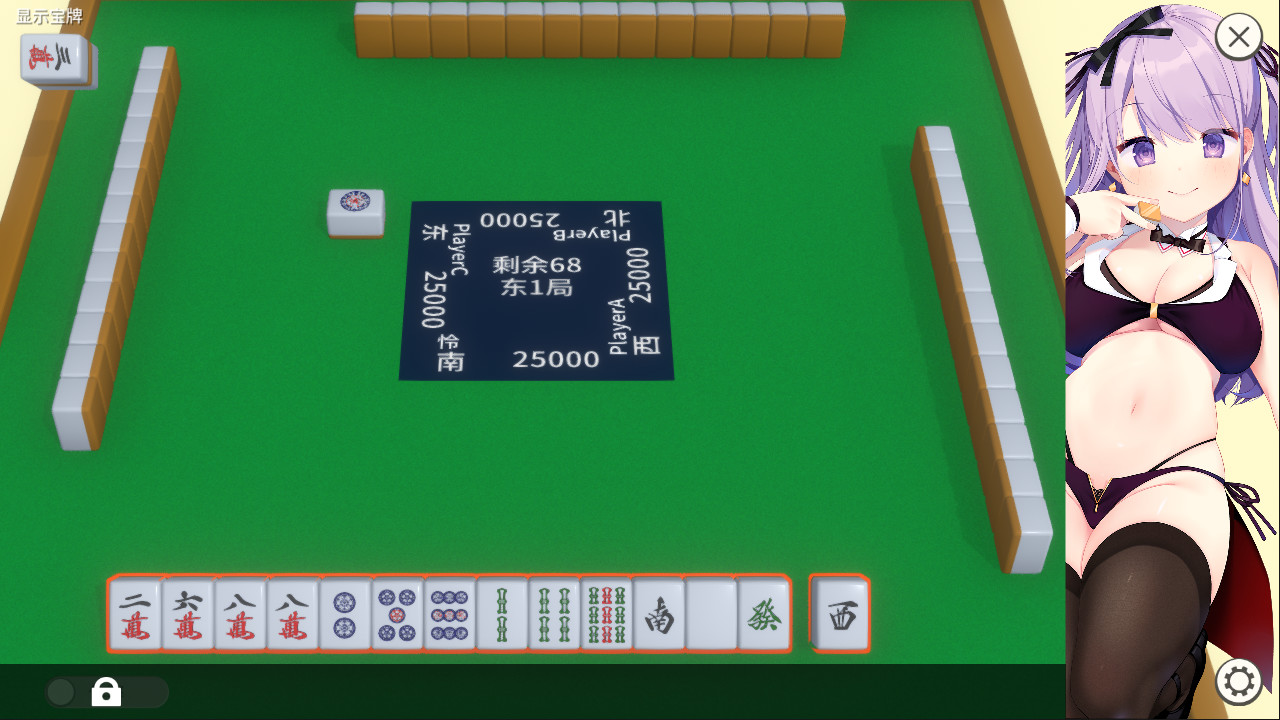 显示宝牌
三萬
北 25000
PlayerB
东 25000
PlayerC
剩余68
东1局
西 25000
PlayerA
怜
南 25000
二萬 六萬 八萬 八萬 南 發 西